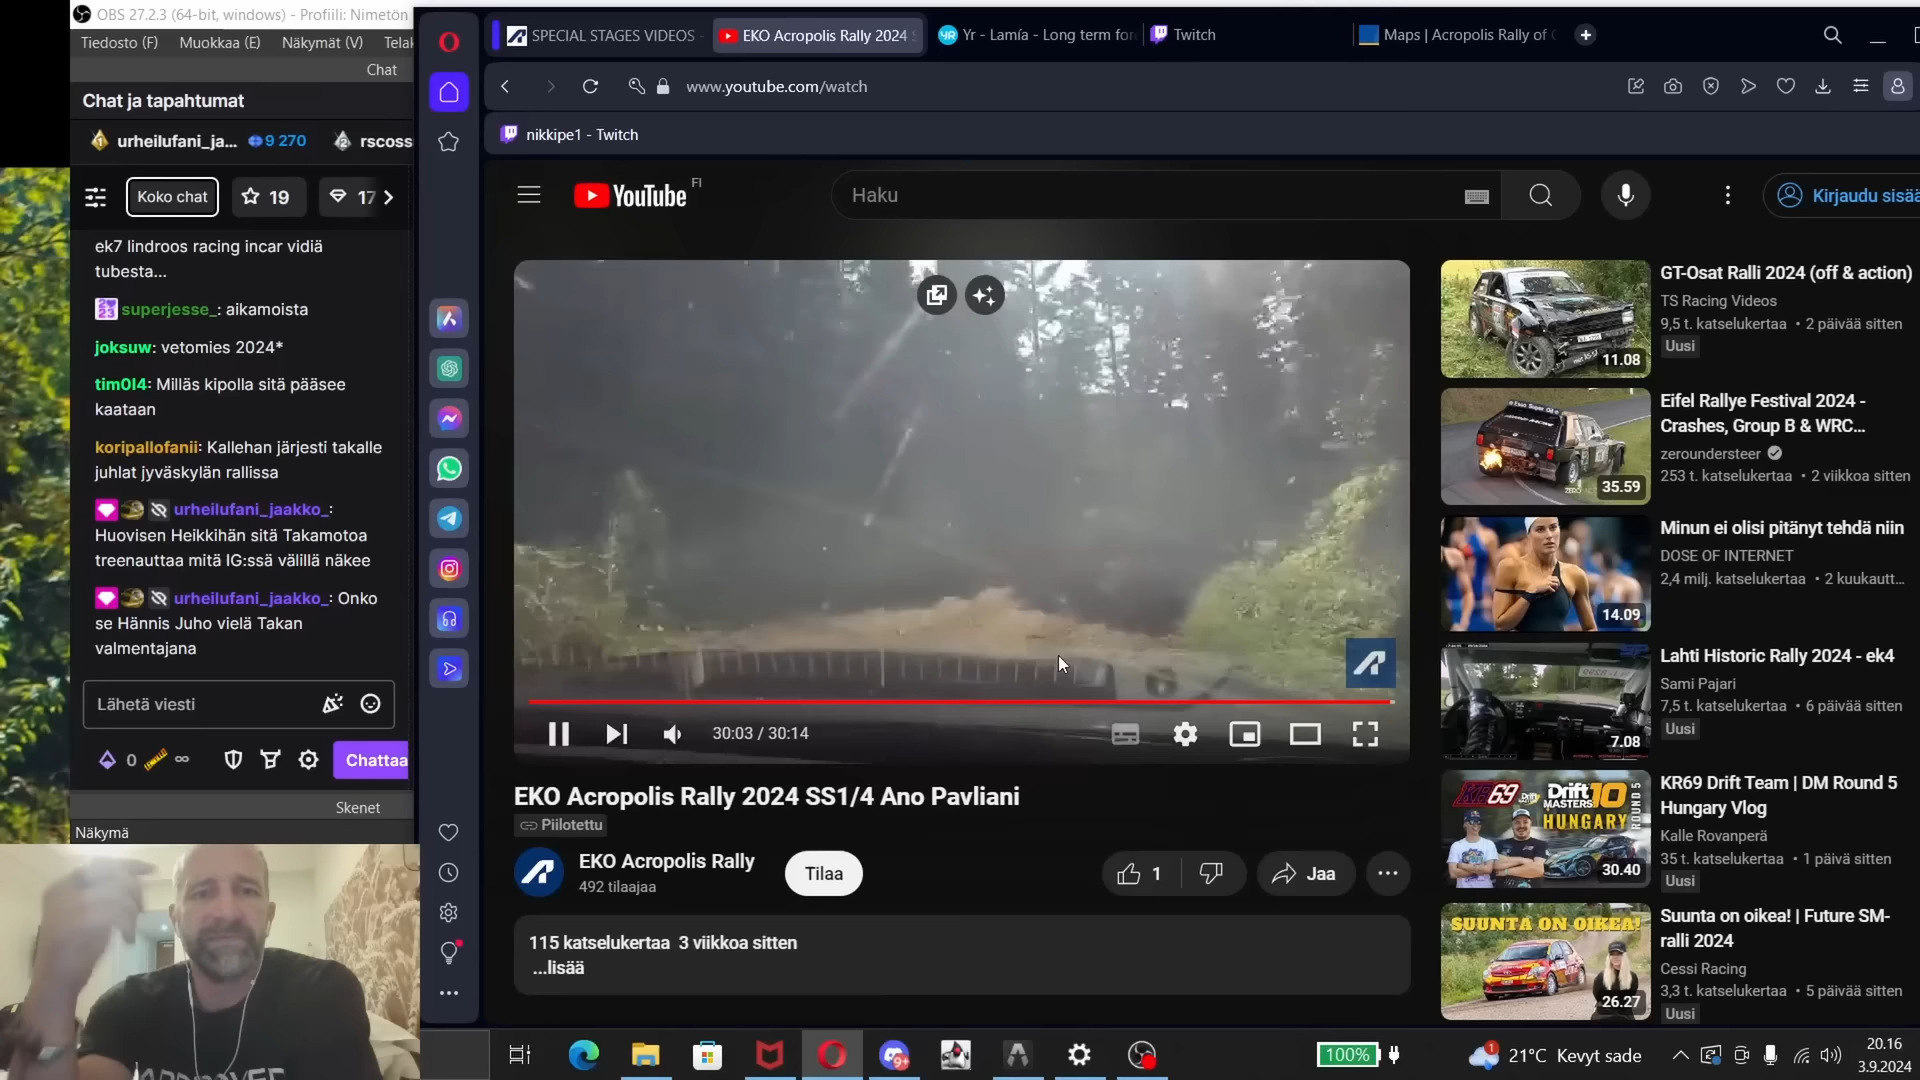 OBS 27.2.3 (64-bit, windows) - Profiili: Nimetön
Tiedosto (F) Muokkaa (E) Näkymät (V) Telak
Chat
Chat ja tapahtumat
urheilufani_ja... 9 270 rscoss
Koko chat 19 17
ek7 lindroos racing incar vidiä
tubesta...
superjesse_: aikamoista
joksuw: vetomies 2024*
tim0l4: Milläs kipolla sitä pääsee
kaataan
koripallofanii: Kallehan järjesti takalle
juhlat jyväskylän rallissa
urheilufani_jaakko_:
Huovisen Heikkihän sitä Takamotoa
treenauttaa mitä IG:ssä välillä näkee
urheilufani_jaakko_: Onko
se Hännis Juho vielä Takan
valmentajana
Lähetä viesti
0 ∞ Chattaa
Skenet
Näkymä
SPECIAL STAGES VIDEOS - EKO Acropolis Rally 2024 S Yr - Lamía - Long term for Twitch Maps | Acropolis Rally of G
www.youtube.com/watch
nikkipe1 - Twitch
YouTube FI
Haku
Kirjaudu sisää
30:03 / 30:14
EKO Acropolis Rally 2024 SS1/4 Ano Pavliani
Piilotettu
EKO Acropolis Rally
492 tilaajaa
Tilaa
1
Jaa
115 katselukertaa 3 viikkoa sitten
...lisää
GT-Osat Ralli 2024 (off & action)
TS Racing Videos
9,5 t. katselukertaa • 2 päivää sitten
Uusi
11.08
Eifel Rallye Festival 2024 -
Crashes, Group B & WRC...
zeroundersteer
253 t. katselukertaa • 2 viikkoa sitten
35.59
Minun ei olisi pitänyt tehdä niin
DOSE OF INTERNET
2,4 milj. katselukertaa • 2 kuukautt...
14.09
Lahti Historic Rally 2024 - ek4
Sami Pajari
7,5 t. katselukertaa • 6 päivää sitten
Uusi
7.08
KR69 Drift Team | DM Round 5
Hungary Vlog
Kalle Rovanperä
35 t. katselukertaa • 1 päivä sitten
Uusi
KR69 Drift MASTERS 10
HUNGARY
ROUND 5
30.40
Suunta on oikea! | Future SM-
ralli 2024
Cessi Racing
3,3 t. katselukertaa • 5 päivää sitten
Uusi
SUUNTA ON OIKEA!
26.27
9+
100%
1
21°C Kevyt sade
20.16
3.9.2024